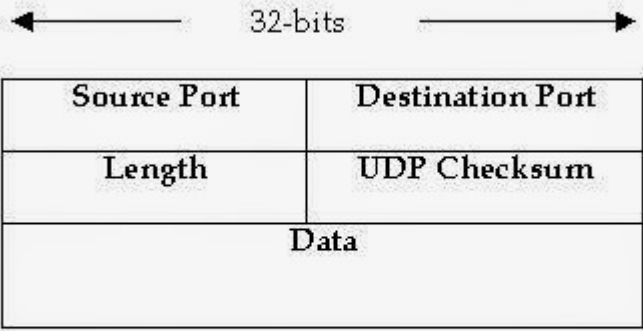 32-bits
Source Port Destination Port
Length UDP Checksum
Data